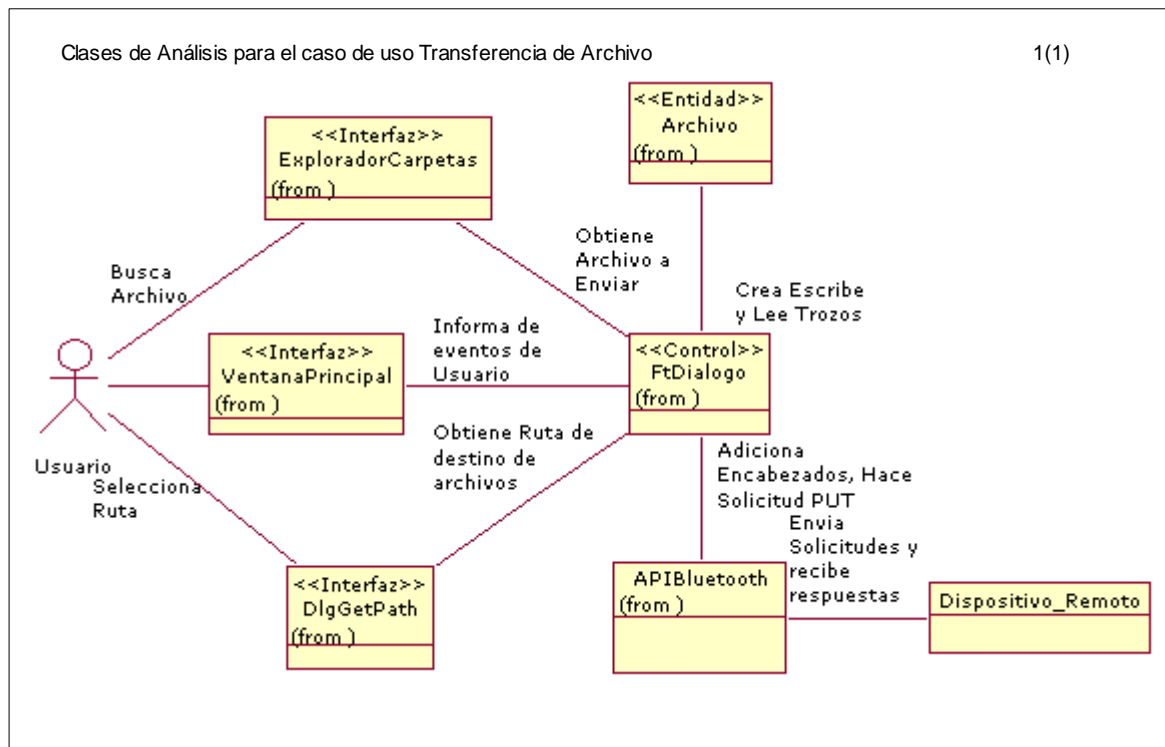 Clases de Análisis para el caso de uso Transferencia de Archivo 1(1)
<<Entidad>>
Archivo
(from )
<<Interfaz>>
ExploradorCarpetas
(from )
Obtiene
Archivo a
Enviar
Busca
Archivo
Crea Escribe
y Lee Trozos
Informa de
eventos de
Usuario
<<Interfaz>>
VentanaPrincipal
(from )
<<Control>>
FtDialogo
(from )
Obtiene Ruta de
destino de
archivos
Usuario
Selecciona
Ruta
Adiciona
Encabezados, Hace
Solicitud PUT
Envia
Solicitudes y
recibe
respuestas
<<Interfaz>>
DlgGetPath
(from )
APIBluetooth
(from )
Dispositivo_Remoto